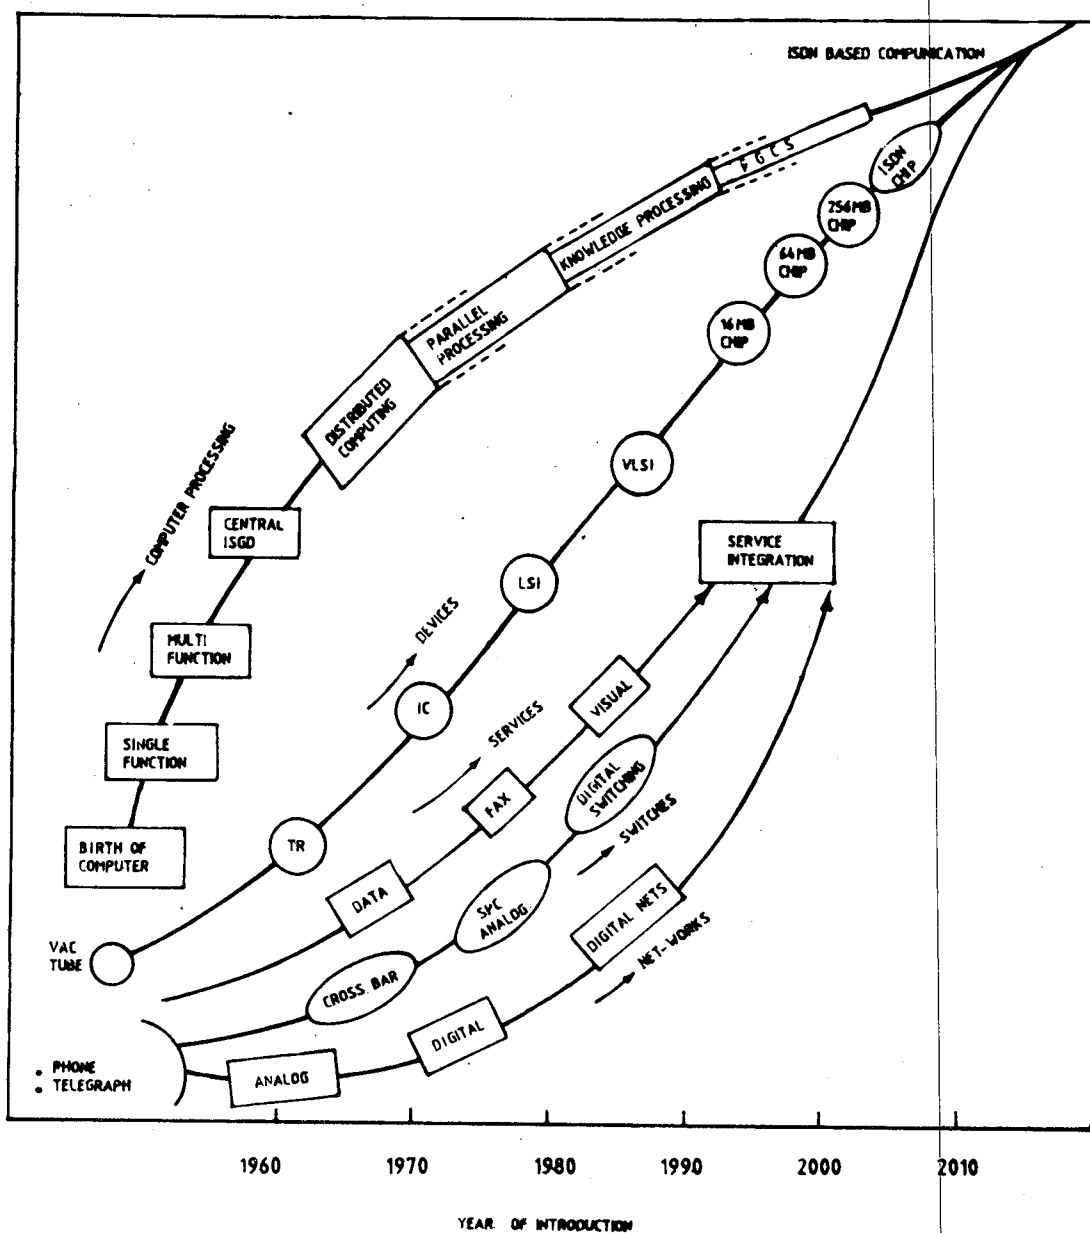 ISDN BASED COMPUNICATION
FGCS
ISDN
CHIP
KNOWLEDGE PROCESSING
256MB
CHIP
64MB
CHIP
PARALLEL
PROCESSING
16MB
CHIP
DISTRIBUTED
COMPUTING
COMPUTER PROCESSING
VLSI
CENTRAL
ISGD
SERVICE
INTEGRATION
LSI
DEVICES
MULTI
FUNCTION
IC
VISUAL
SERVICES
SINGLE
FUNCTION
DIGITAL
SWITCHING
FAX
SWITCHES
TR
BIRTH OF
COMPUTER
DATA
SPC
ANALOG
DIGITAL NETS
NET-WORKS
VAC
TUBE
CROSS. BAR
DIGITAL
• PHONE
• TELEGRAPH
ANALOG
1960 1970 1980 1990 2000 2010
YEAR OF INTRODUCTION